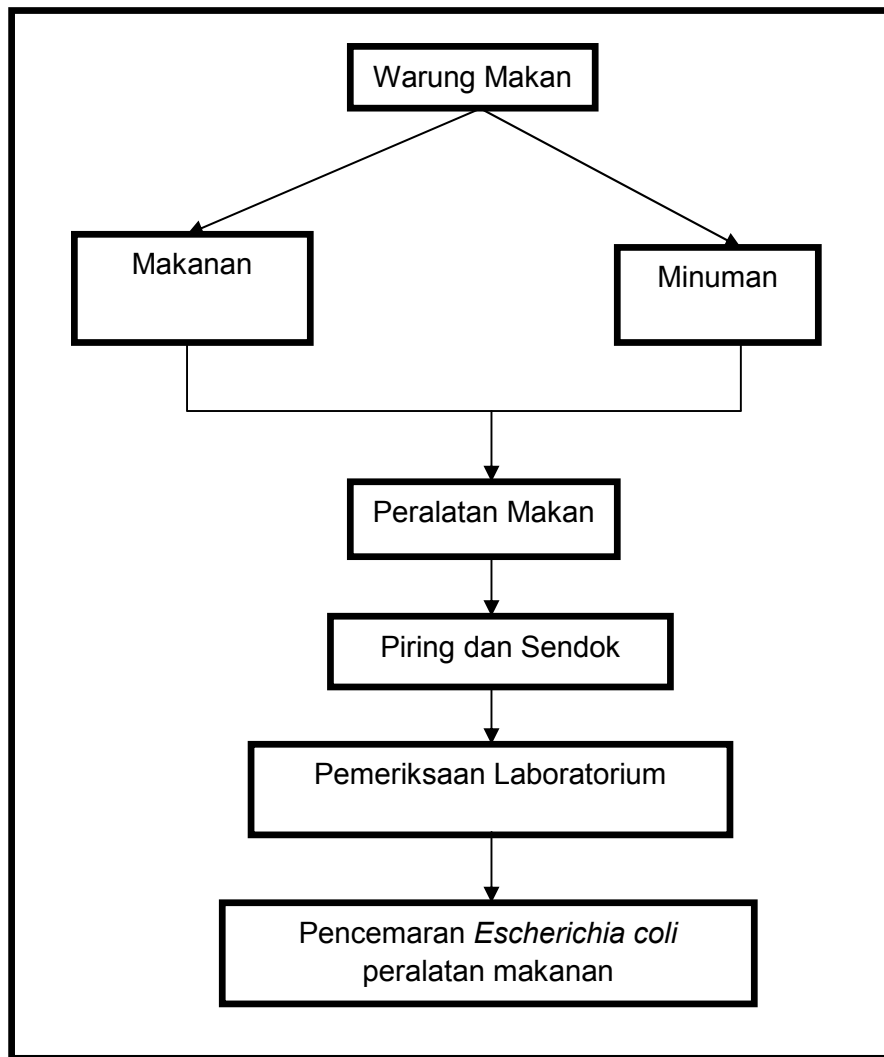 Warung Makan
Makanan
Minuman
Peralatan Makan
Piring dan Sendok
Pemeriksaan Laboratorium
Pencemaran Escherichia coli
peralatan makanan